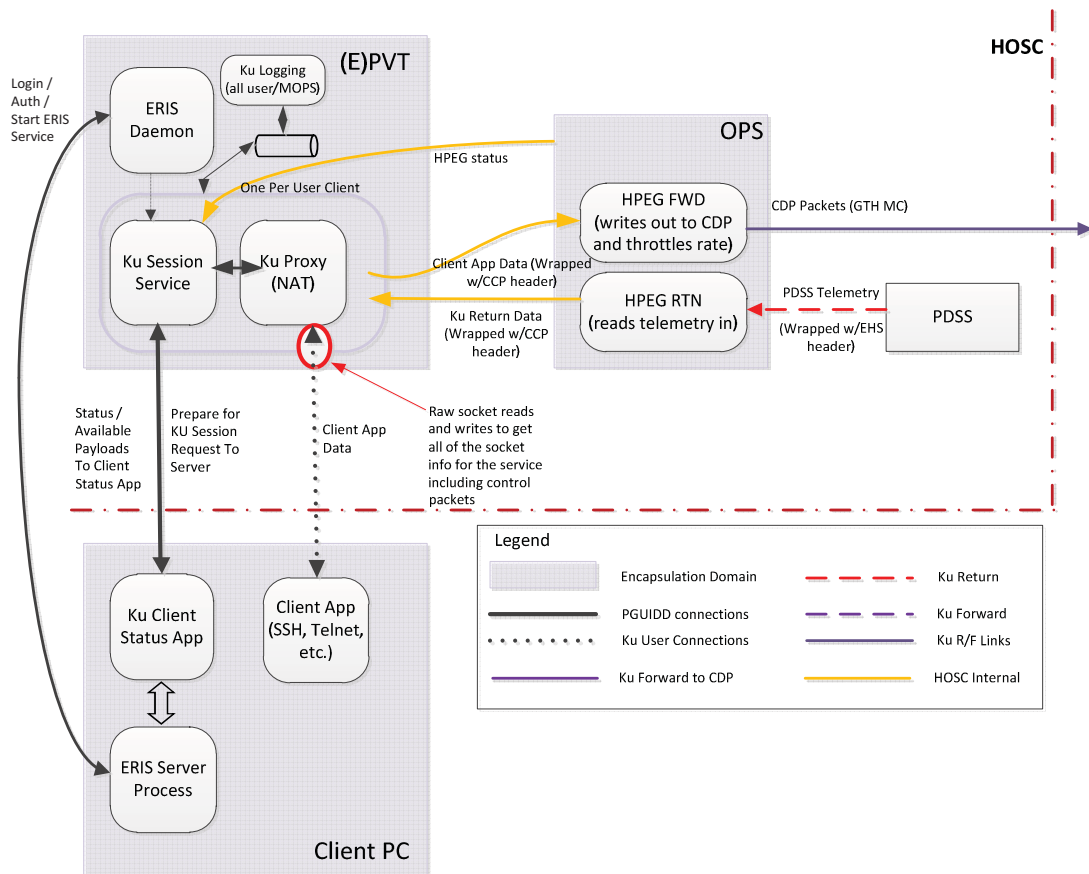 HOSC
(E)PVT
Login /
Auth /
Start ERIS
Service
ERIS
Daemon
Ku Logging
(all user/MOPS)
HPEG status
One Per User Client
Ku Session
Service
Ku Proxy
(NAT)
OPS
HPEG FWD
(writes out to CDP
and throttles rate)
CDP Packets (GTH MC)
Client App Data (Wrapped
w/CCP header)
HPEG RTN
(reads telemetry in)
Ku Return Data
(Wrapped w/CCP
header)
PDSS Telemetry
(Wrapped w/EHS
header)
PDSS
Status /
Available
Payloads
To Client
Status App
Prepare for
KU Session
Request To
Server
Client App
Data
Raw socket reads
and writes to get
all of the socket
info for the service
including control
packets
Ku Client
Status App
Client App
(SSH, Telnet,
etc.)
ERIS Server
Process
Client PC
Legend
Encapsulation Domain
Ku Return
PGUIDD connections
Ku Forward
Ku User Connections
Ku R/F Links
Ku Forward to CDP
HOSC Internal